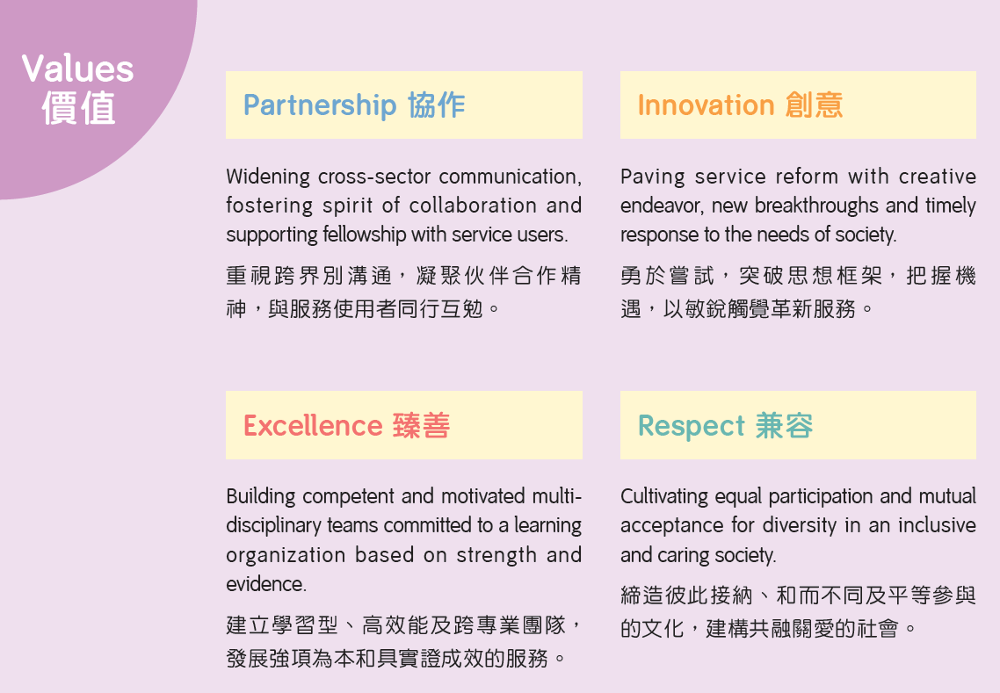 Values
價值
Partnership 協作
Widening cross-sector communication,
fostering spirit of collaboration and
supporting fellowship with service users.
重視跨界別溝通，凝聚伙伴合作精
神，與服務使用者同行互勉。
Innovation 創意
Paving service reform with creative
endeavor, new breakthroughs and timely
response to the needs of society.
勇於嘗試，突破思想框架，把握機
遇，以敏銳觸覺革新服務。
Excellence 臻善
Building competent and motivated multi-
disciplinary teams committed to a learning
organization based on strength and
evidence.
建立學習型、高效能及跨專業團隊，
發展強項為本和具實證成效的服務。
Respect 兼容
Cultivating equal participation and mutual
acceptance for diversity in an inclusive
and caring society.
締造彼此接納、和而不同及平等參與
的文化，建構共融關愛的社會。